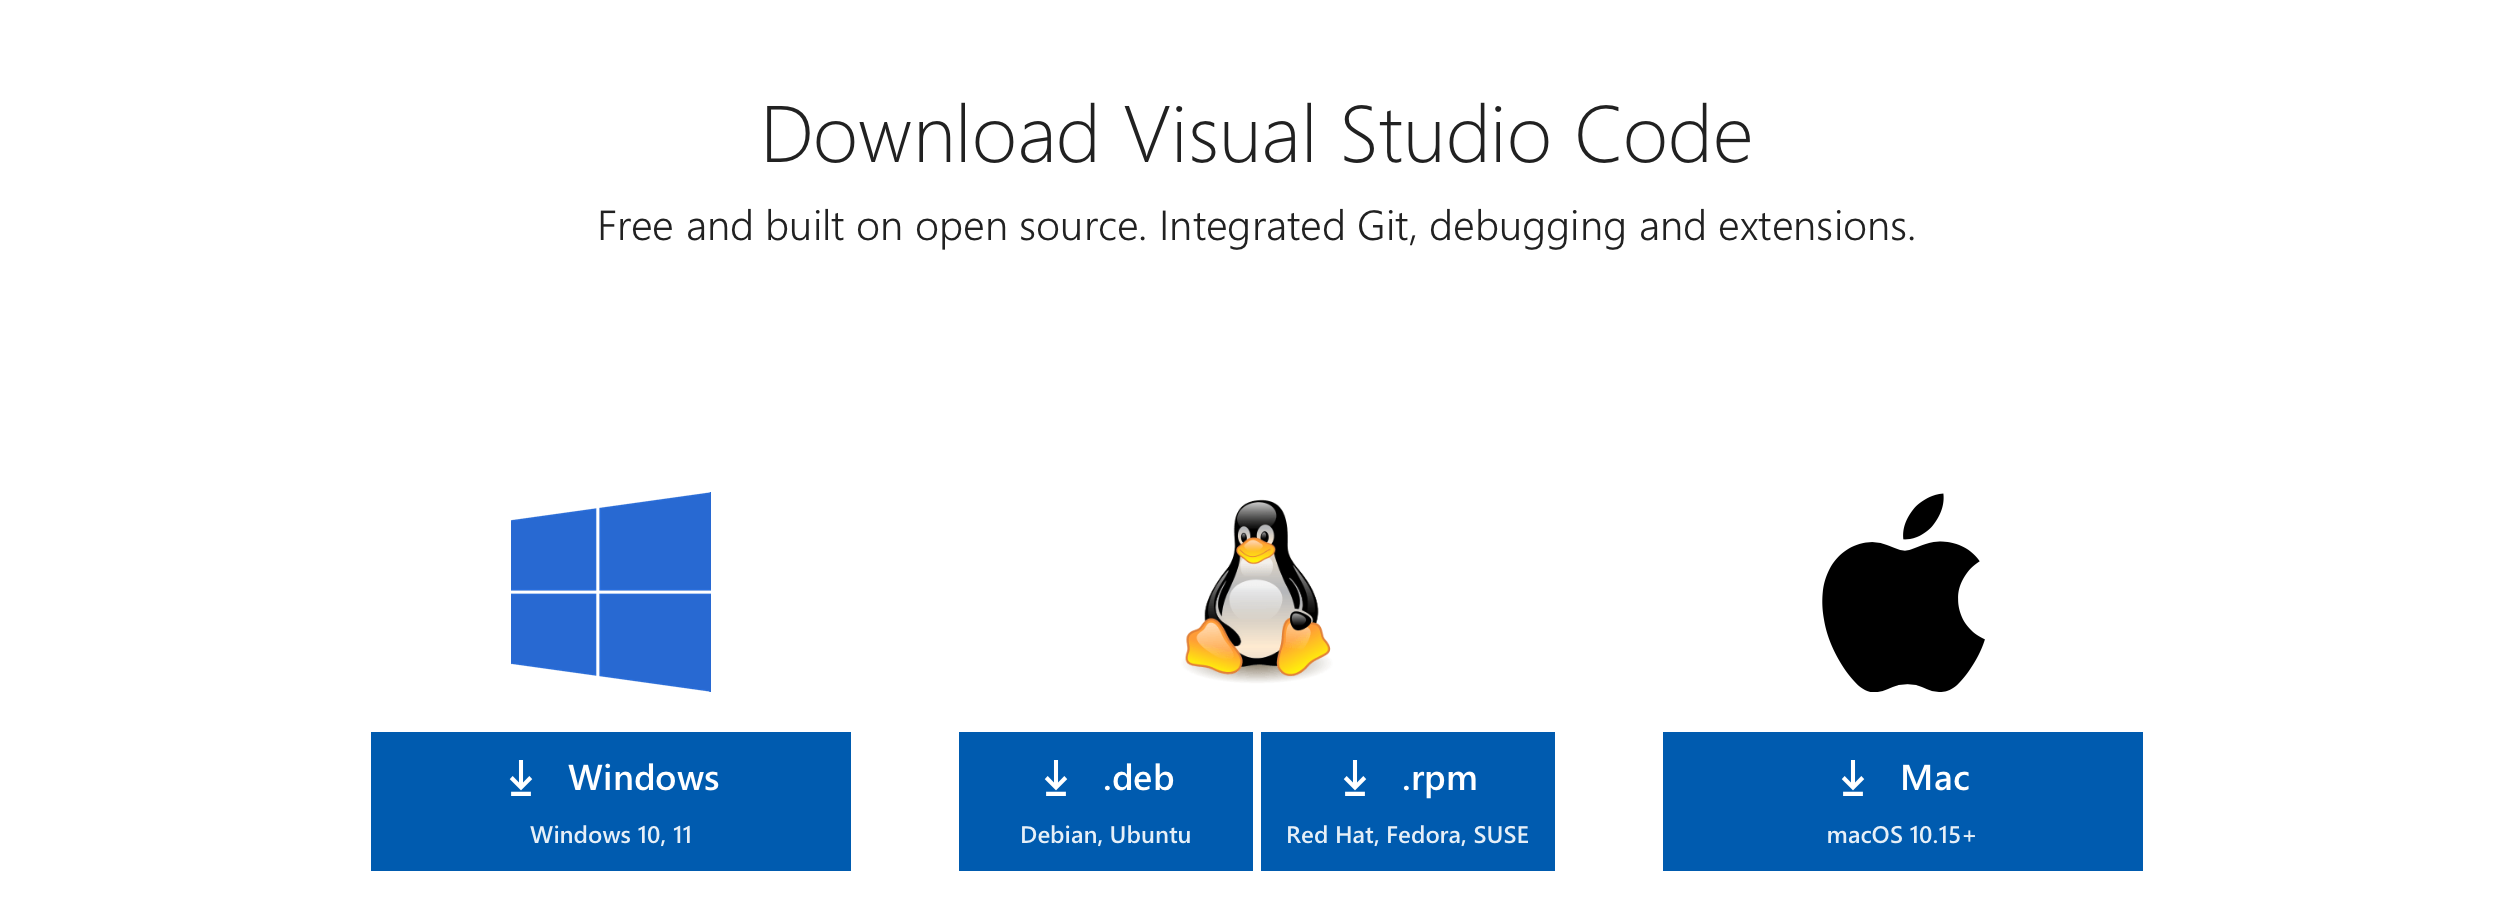 Download Visual Studio Code
Free and built on open source. Integrated Git, debugging and extensions.
Windows
Windows 10, 11
.deb
Debian, Ubuntu
.rpm
Red Hat, Fedora, SUSE
Mac
macOS 10.15+